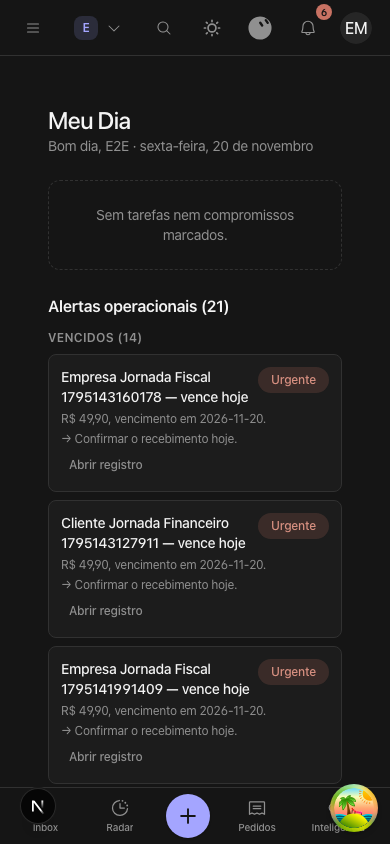 E
6
EM
Meu Dia
Bom dia, E2E · sexta-feira, 20 de novembro
Sem tarefas nem compromissos
marcados.
Alertas operacionais (21)
VENCIDOS (14)
Empresa Jornada Fiscal
1795143160178 — vence hoje
Urgente
R$ 49,90, vencimento em 2026-11-20.
→ Confirmar o recebimento hoje.
Abrir registro
Cliente Jornada Financeiro
1795143127911 — vence hoje
Urgente
R$ 49,90, vencimento em 2026-11-20.
→ Confirmar o recebimento hoje.
Abrir registro
Empresa Jornada Fiscal
1795141991409 — vence hoje
Urgente
R$ 49,90, vencimento em 2026-11-20.
→ Confirmar o recebimento hoje.
Abrir registro
N
Inbox
Radar
Pedidos